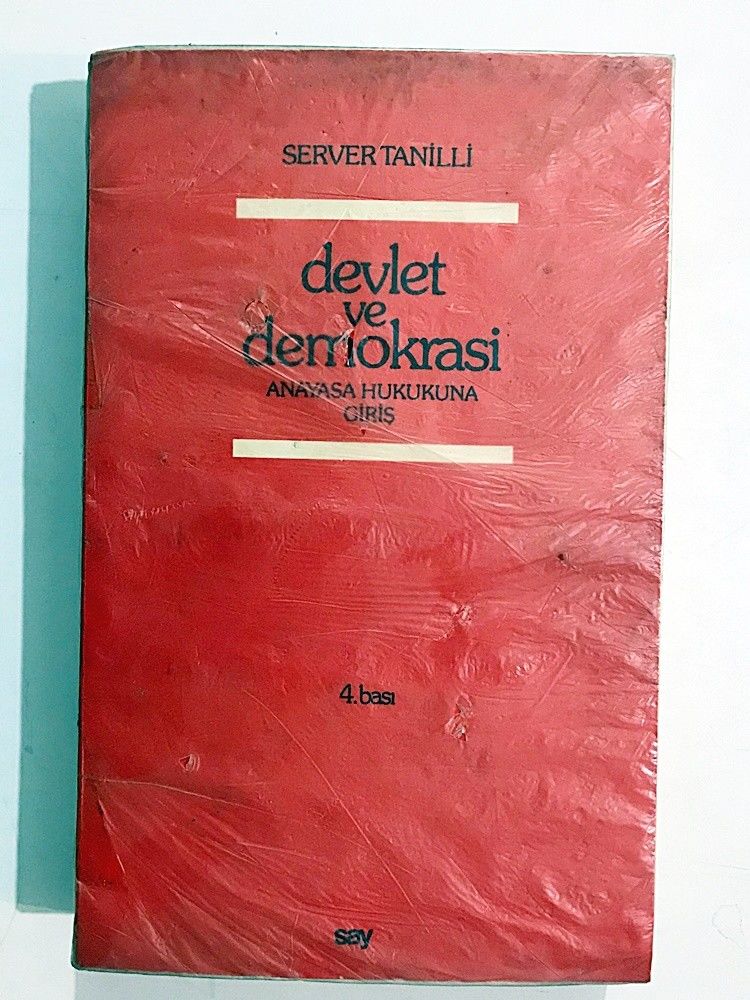 SERVER TANİLLİ
devlet
ve
demokrasi
ANAYASA HUKUKUNA
GİRİŞ
4. bası
say